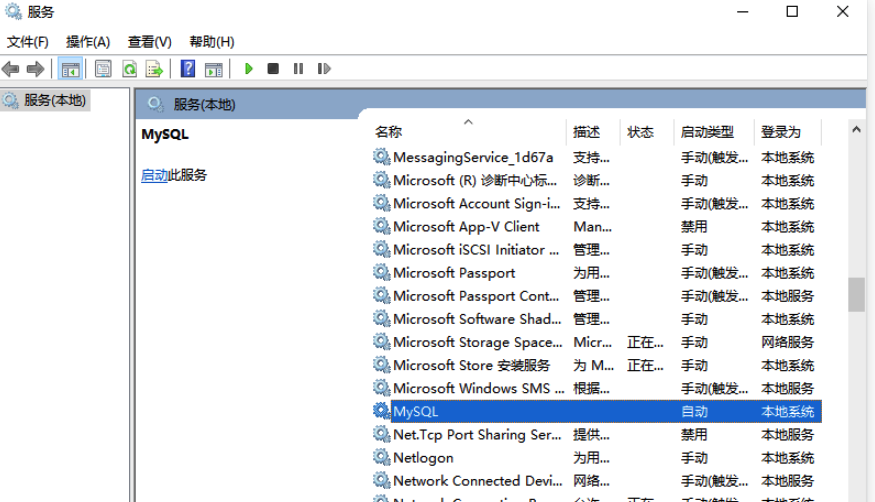 服务
文件(F) 操作(A) 查看(V) 帮助(H)
服务(本地)
服务(本地)
MySQL
启动此服务
名称 描述 状态 启动类型 登录为
MessagingService_1d67a 支持... 手动(触发... 本地系统
Microsoft (R) 诊断中心标... 诊断... 手动 本地系统
Microsoft Account Sign-i... 支持... 手动(触发... 本地系统
Microsoft App-V Client Man... 禁用 本地系统
Microsoft iSCSI Initiator ... 管理... 手动 本地系统
Microsoft Passport 为用... 手动(触发... 本地系统
Microsoft Passport Cont... 管理... 手动(触发... 本地服务
Microsoft Software Shad... 管理... 手动 本地系统
Microsoft Storage Space... Micr... 正在... 手动 网络服务
Microsoft Store 安装服务 为 M... 正在... 手动 本地系统
Microsoft Windows SMS ... 根据... 手动(触发... 本地服务
MySQL 自动 本地系统
Net.Tcp Port Sharing Ser... 提供... 禁用 本地服务
Netlogon 为用... 手动 本地系统
Network Connected Devi... 网络... 手动(触发... 本地服务